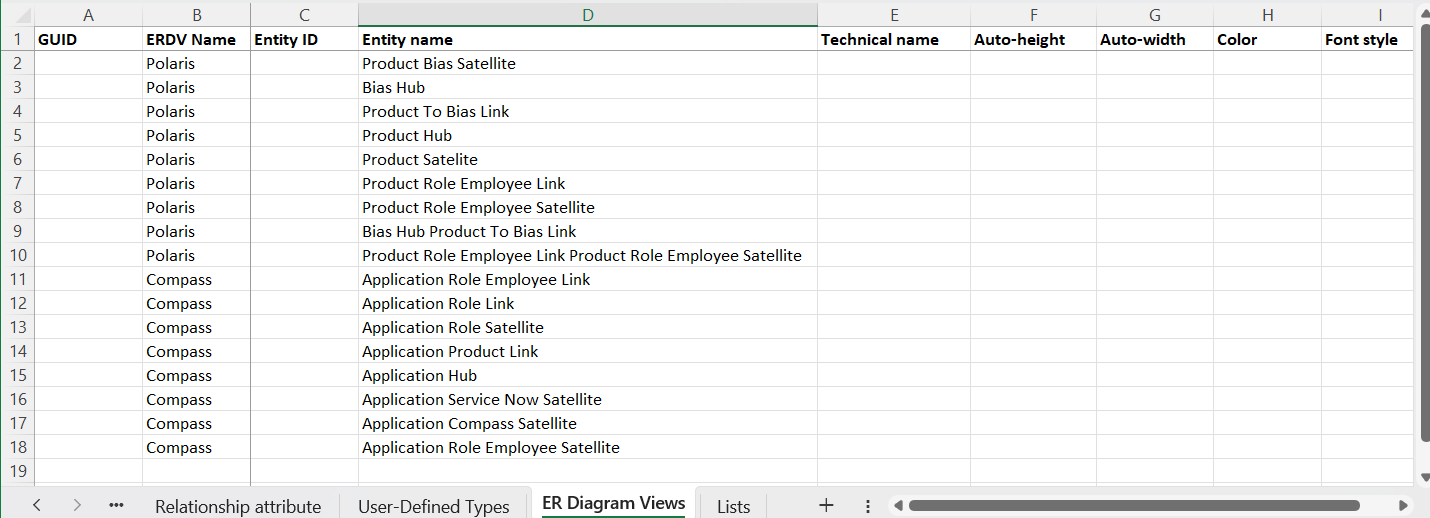 A B C D E F G H I
1 GUID ERDV Name Entity ID Entity name Technical name Auto-height Auto-width Color Font style
2 Polaris Product Bias Satellite
3 Polaris Bias Hub
4 Polaris Product To Bias Link
5 Polaris Product Hub
6 Polaris Product Satelite
7 Polaris Product Role Employee Link
8 Polaris Product Role Employee Satellite
9 Polaris Bias Hub Product To Bias Link
10 Polaris Product Role Employee Link Product Role Employee Satellite
11 Compass Application Role Employee Link
12 Compass Application Role Link
13 Compass Application Role Satellite
14 Compass Application Product Link
15 Compass Application Hub
16 Compass Application Service Now Satellite
17 Compass Application Compass Satellite
18 Compass Application Role Employee Satellite
19
Relationship attribute User-Defined Types ER Diagram Views Lists